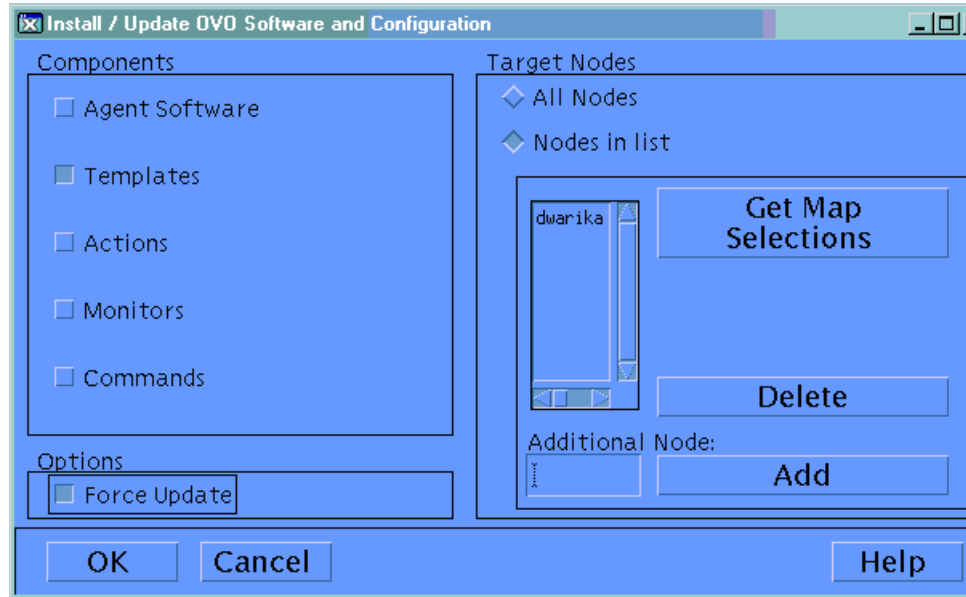 Install / Update OVO Software and Configuration
Components
Agent Software
Templates
Actions
Monitors
Commands
Options
Force Update
Target Nodes
All Nodes
Nodes in list
dwarika
Get Map
Selections
Delete
Additional Node:
Add
OK
Cancel
Help